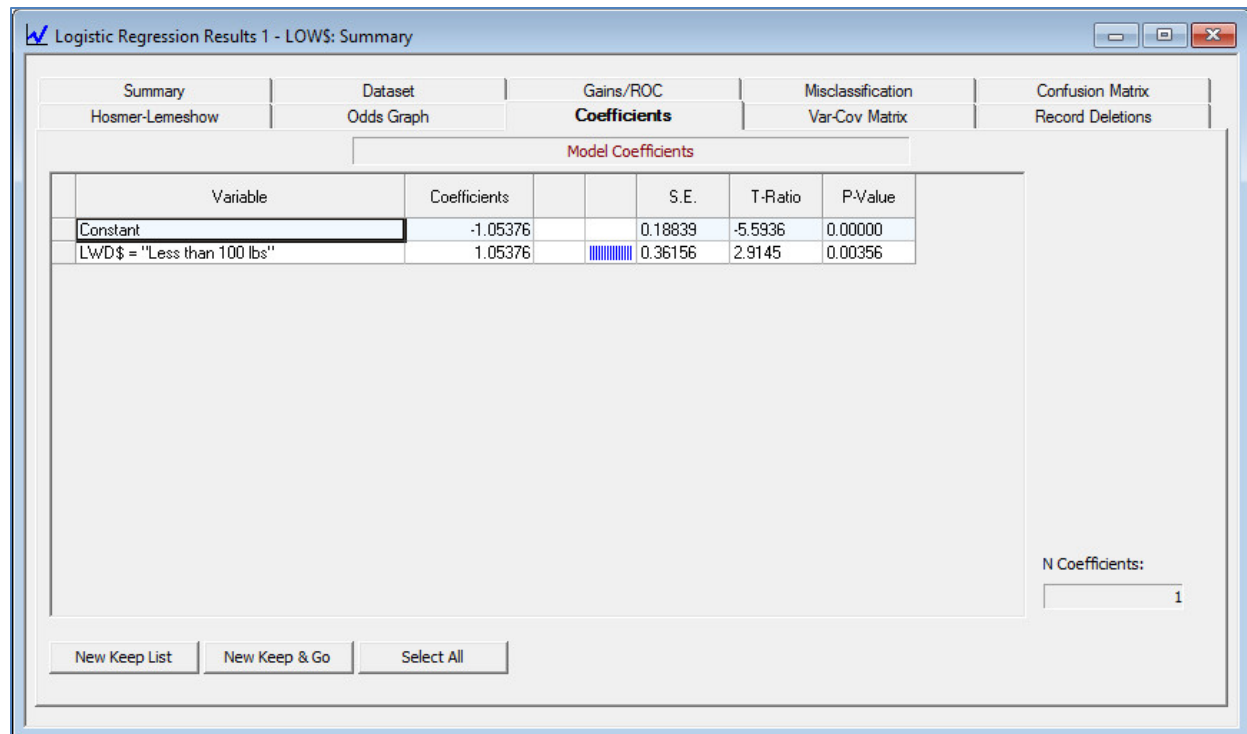 Logistic Regression Results 1 - LOW$: Summary
Summary Dataset Gains/ROC Misclassification Confusion Matrix
Hosmer-Lemeshow Odds Graph Coefficients Var-Cov Matrix Record Deletions
Model Coefficients
Variable Coefficients S.E. T-Ratio P-Value
Constant -1.05376 0.18839 -5.5936 0.00000
LWD$ = "Less than 100 lbs" 1.05376 0.36156 2.9145 0.00356
N Coefficients:
1
New Keep List New Keep & Go Select All